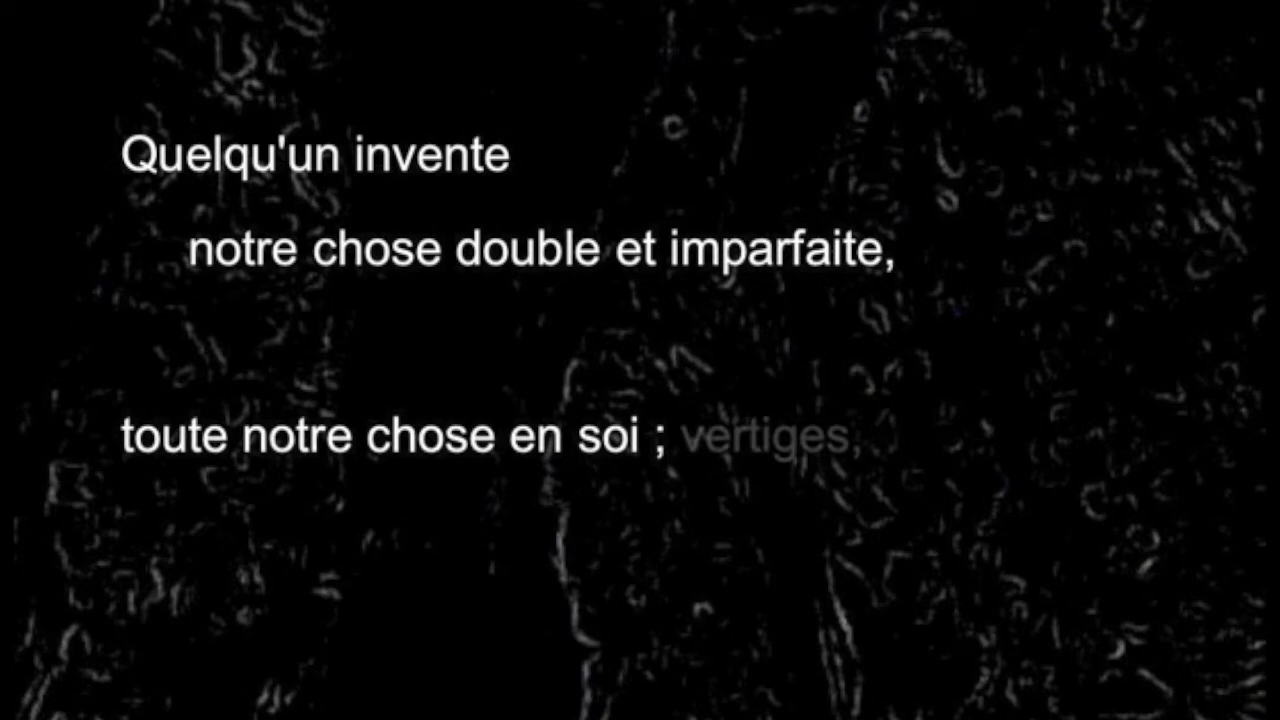 Quelqu'un invente
notre chose double et imparfaite,
toute notre chose en soi ; vertiges,